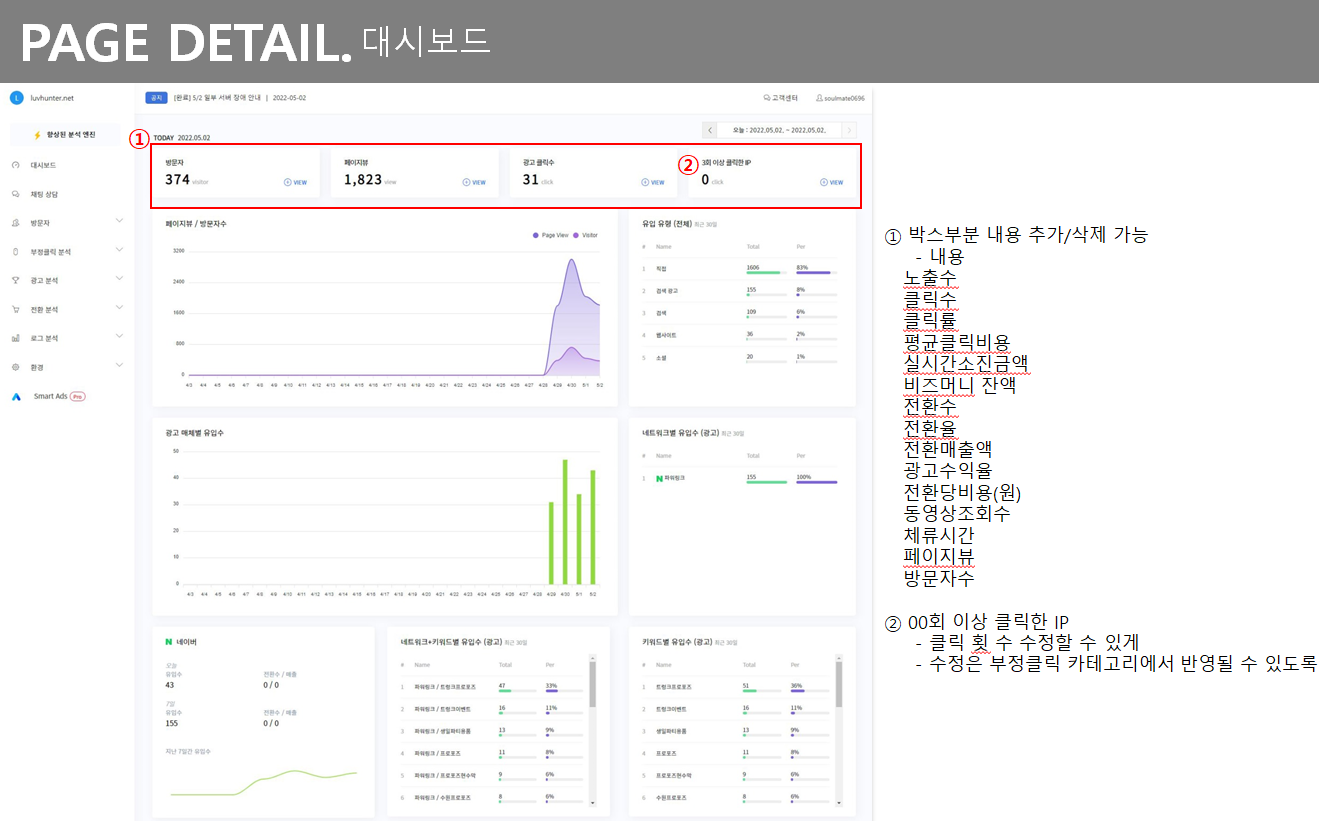 PAGE DETAIL. 대시보드
L luvhunter.net
공지 [완료] 5/2 일부 서버 장애 안내 | 2022-05-02
고객센터 soulmate0696
향상된 분석 엔진
대시보드
채팅 상담
방문자
부정클릭 분석
광고 분석
전환 분석
로그 분석
환경
Smart Ads Pro
① TODAY 2022.05.02
오늘 : 2022.05.02. ~ 2022.05.02.
방문자
374 visitor VIEW
페이지뷰
1,823 view VIEW
광고 클릭수
31 click VIEW
② 3회 이상 클릭한 IP
0 click VIEW
페이지뷰 / 방문자수
Page View Visitor
3200
2400
1600
800
0
4/3 4/4 4/5 4/6 4/7 4/8 4/9 4/10 4/11 4/12 4/13 4/14 4/15 4/16 4/17 4/18 4/19 4/20 4/21 4/22 4/23 4/24 4/25 4/26 4/27 4/28 4/29 4/30 5/1 5/2
유입 유형 (전체) 최근 30일
# Name Total Per
1 직접 1606 83%
2 검색 광고 155 8%
3 검색 109 6%
4 웹사이트 36 2%
5 소셜 20 1%
광고 매체별 유입수
50
40
30
20
10
0
4/3 4/4 4/5 4/6 4/7 4/8 4/9 4/10 4/11 4/12 4/13 4/14 4/15 4/16 4/17 4/18 4/19 4/20 4/21 4/22 4/23 4/24 4/25 4/26 4/27 4/28 4/29 4/30 5/1 5/2
네트워크별 유입수 (광고) 최근 30일
# Name Total Per
1 N 파워링크 155 100%
N 네이버
오늘
유입수 전환수 / 매출
43 0 / 0
7일
유입수 전환수 / 매출
155 0 / 0
지난 7일간 유입수
네트워크+키워드별 유입수 (광고) 최근 30일
# Name Total Per
1 파워링크 / 트렁크프로포즈 47 33%
2 파워링크 / 트렁크이벤트 16 11%
3 파워링크 / 생일파티용품 13 9%
4 파워링크 / 프로포즈 11 8%
5 파워링크 / 프로포즈현수막 9 6%
6 파워링크 / 수원프로포즈 8 6%
키워드별 유입수 (광고) 최근 30일
# Name Total Per
1 트렁크프로포즈 51 36%
2 트렁크이벤트 16 11%
3 생일파티용품 13 9%
4 프로포즈 11 8%
5 프로포즈현수막 9 6%
6 수원프로포즈 8 6%
① 박스부분 내용 추가/삭제 가능
- 내용
노출수
클릭수
클릭률
평균클릭비용
실시간소진금액
비즈머니 잔액
전환수
전환율
전환매출액
광고수익율
전환당비용(원)
동영상조회수
체류시간
페이지뷰
방문자수
② 00회 이상 클릭한 IP
- 클릭 횟 수 수정할 수 있게
- 수정은 부정클릭 카테고리에서 반영될 수 있도록